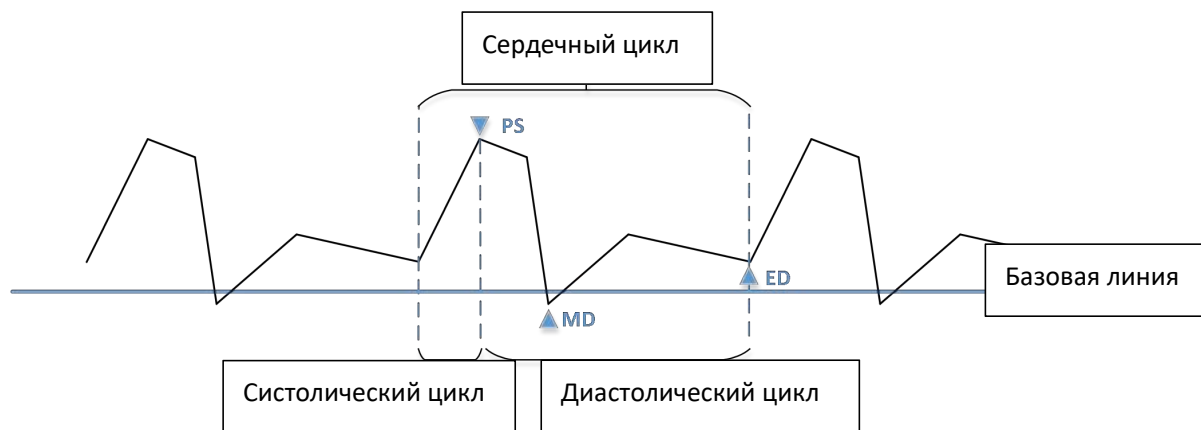 Сердечный цикл
PS
Базовая линия
ED
MD
Систолический цикл
Диастолический цикл